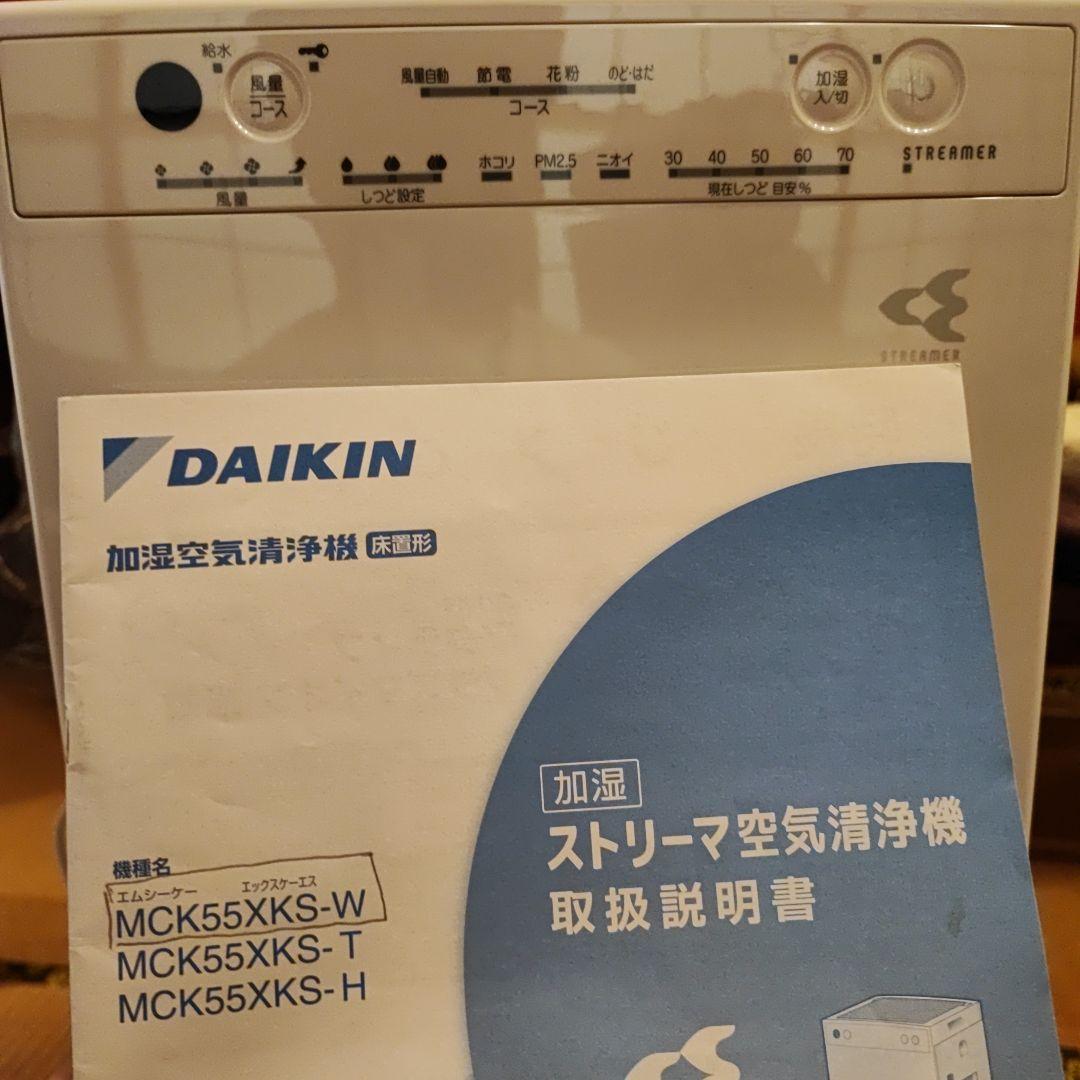 給水
風量
コース
風量自動 節電 花粉 のど・はだ
コース
加湿
入/切
風量
しつど設定
ホコリ PM2.5 ニオイ
30 40 50 60 70
現在しつど 目安%
STREAMER
STREAMER
DAIKIN
加湿空気清浄機 床置形
加湿
ストリーマ空気清浄機
取扱説明書
機種名
エムシーケー エックスケーエス
MCK55XKS-W
MCK55XKS-T
MCK55XKS-H